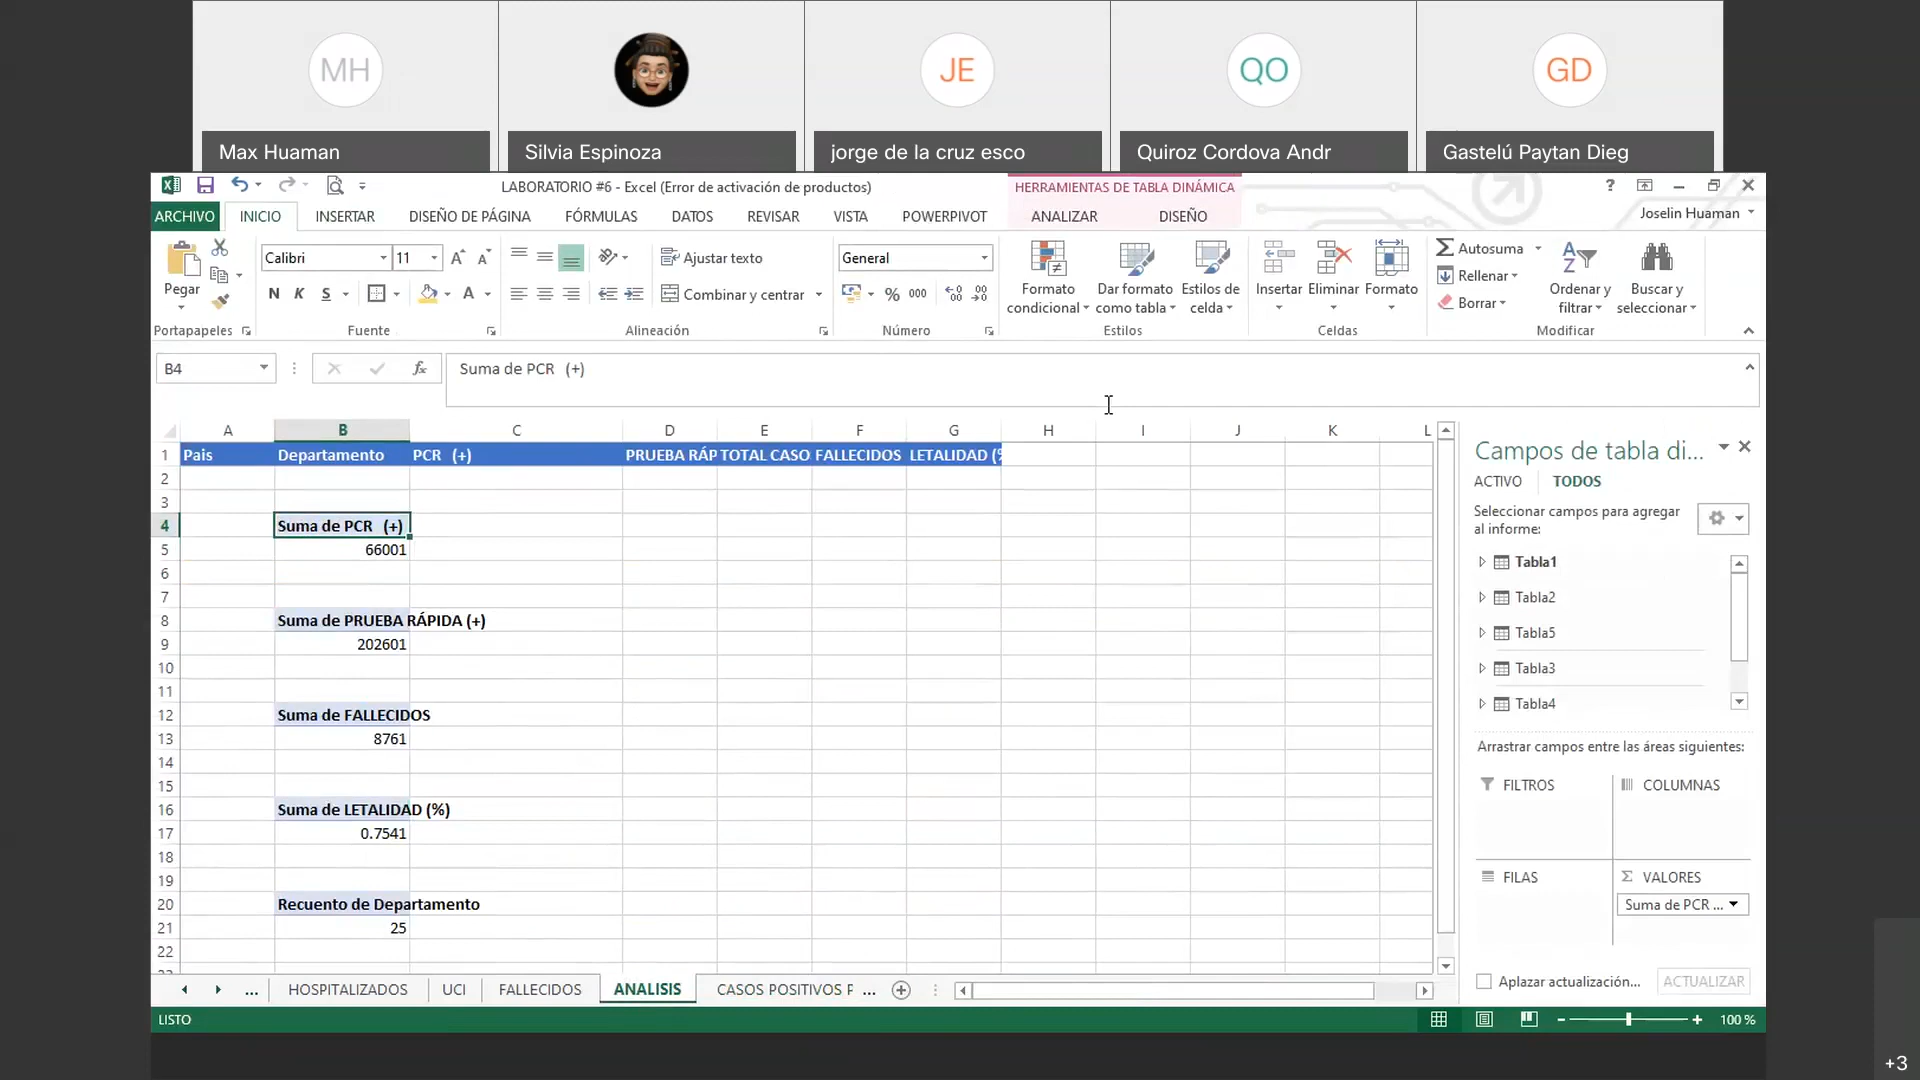 MH
JE
QO
GD
Max Huaman
Silvia Espinoza
jorge de la cruz esco
Quiroz Cordova Andr
Gastelú Paytan Dieg
LABORATORIO #6 - Excel (Error de activación de productos)
HERRAMIENTAS DE TABLA DINÁMICA
?
ARCHIVO INICIO INSERTAR DISEÑO DE PÁGINA FÓRMULAS DATOS REVISAR VISTA POWERPIVOT ANALIZAR DISEÑO Joselin Huaman
Pegar
Portapapeles
Calibri 11
N K S
Fuente
Ajustar texto
Combinar y centrar
Alineación
General
% 000
Número
Formato condicional
Dar formato como tabla
Estilos de celda
Estilos
Insertar Eliminar Formato
Celdas
Autosuma
Rellenar
Borrar
Ordenar y filtrar
Buscar y seleccionar
Modificar
B4 fx Suma de PCR (+)
A B C D E F G H I J K L
1 Pais Departamento PCR (+) PRUEBA RÁP TOTAL CASO FALLECIDOS LETALIDAD (%
2
3
4 Suma de PCR (+)
5 66001
6
7
8 Suma de PRUEBA RÁPIDA (+)
9 202601
10
11
12 Suma de FALLECIDOS
13 8761
14
15
16 Suma de LETALIDAD (%)
17 0.7541
18
19
20 Recuento de Departamento
21 25
22
Campos de tabla di...
ACTIVO TODOS
Seleccionar campos para agregar
al informe:
Tabla1
Tabla2
Tabla5
Tabla3
Tabla4
Arrastrar campos entre las áreas siguientes:
FILTROS COLUMNAS
FILAS VALORES
Suma de PCR ...
Aplazar actualización... ACTUALIZAR
... HOSPITALIZADOS UCI FALLECIDOS ANALISIS CASOS POSITIVOS P ...
LISTO 100 %
+3